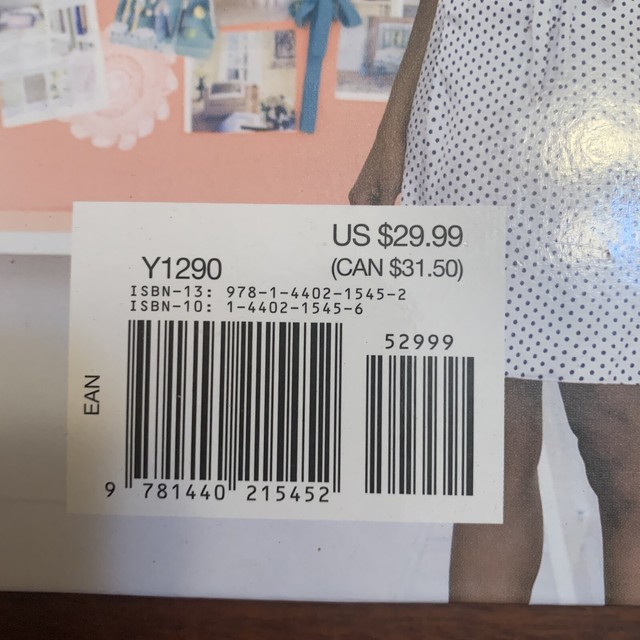 US $29.99
Y1290
(CAN $31.50)
ISBN-13: 978-1-4402-1545-2
ISBN-10: 1-4402-1545-6
52999
EAN
9 781440 215452